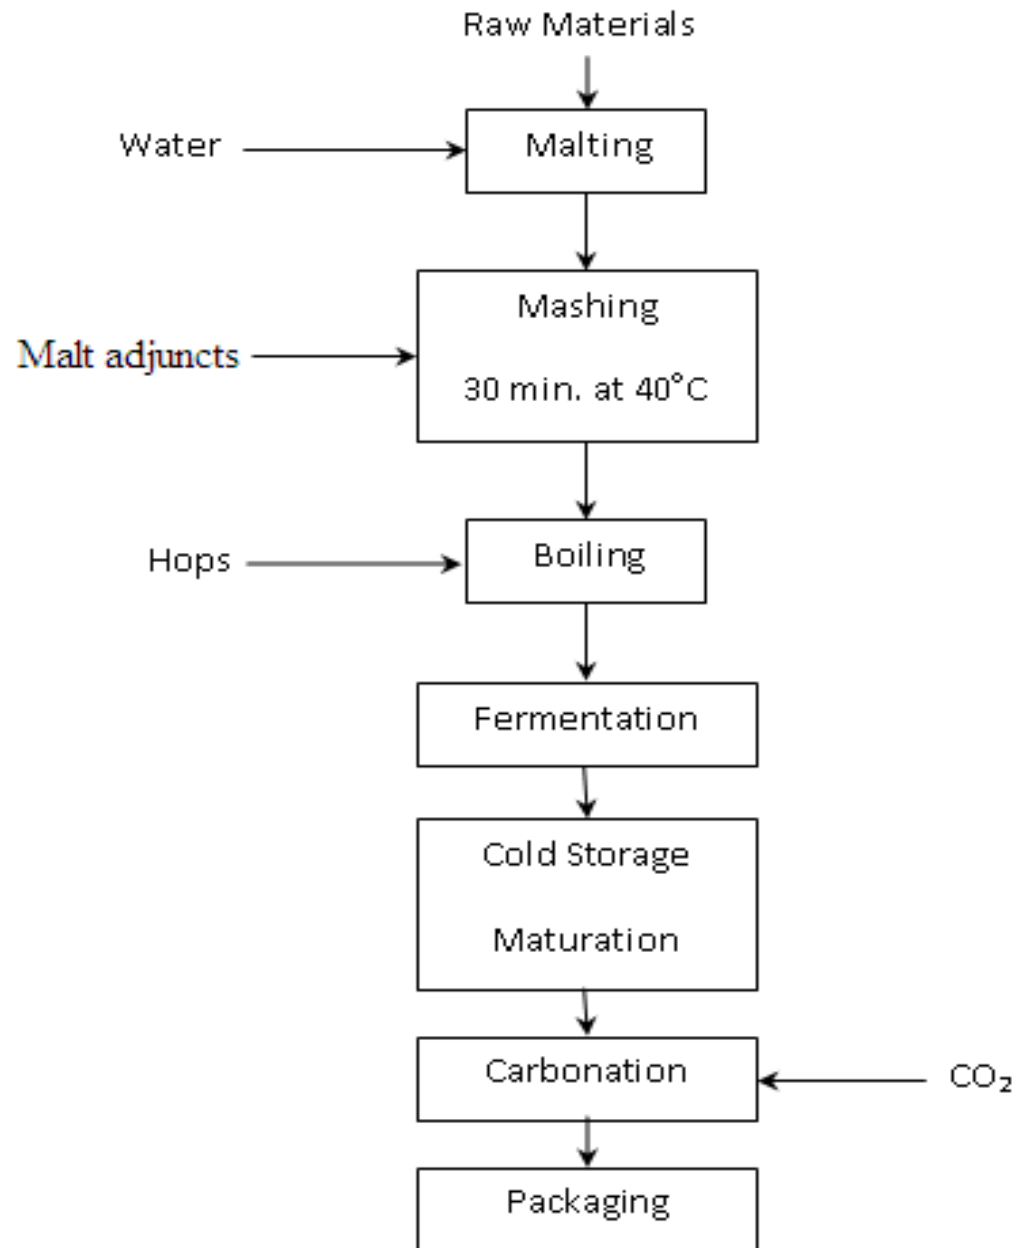 Raw Materials
Water
Malting
Mashing
Malt adjuncts
30 min. at 40°C
Hops
Boiling
Fermentation
Cold Storage
Maturation
Carbonation
CO₂
Packaging